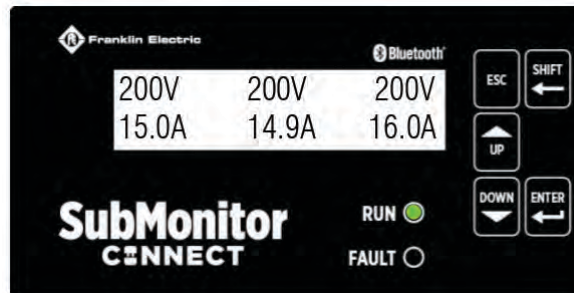 Franklin Electric
Bluetooth®
200V 200V 200V
15.0A 14.9A 16.0A
ESC
SHIFT
UP
DOWN
ENTER
SubMonitor
CONNECT
RUN
FAULT